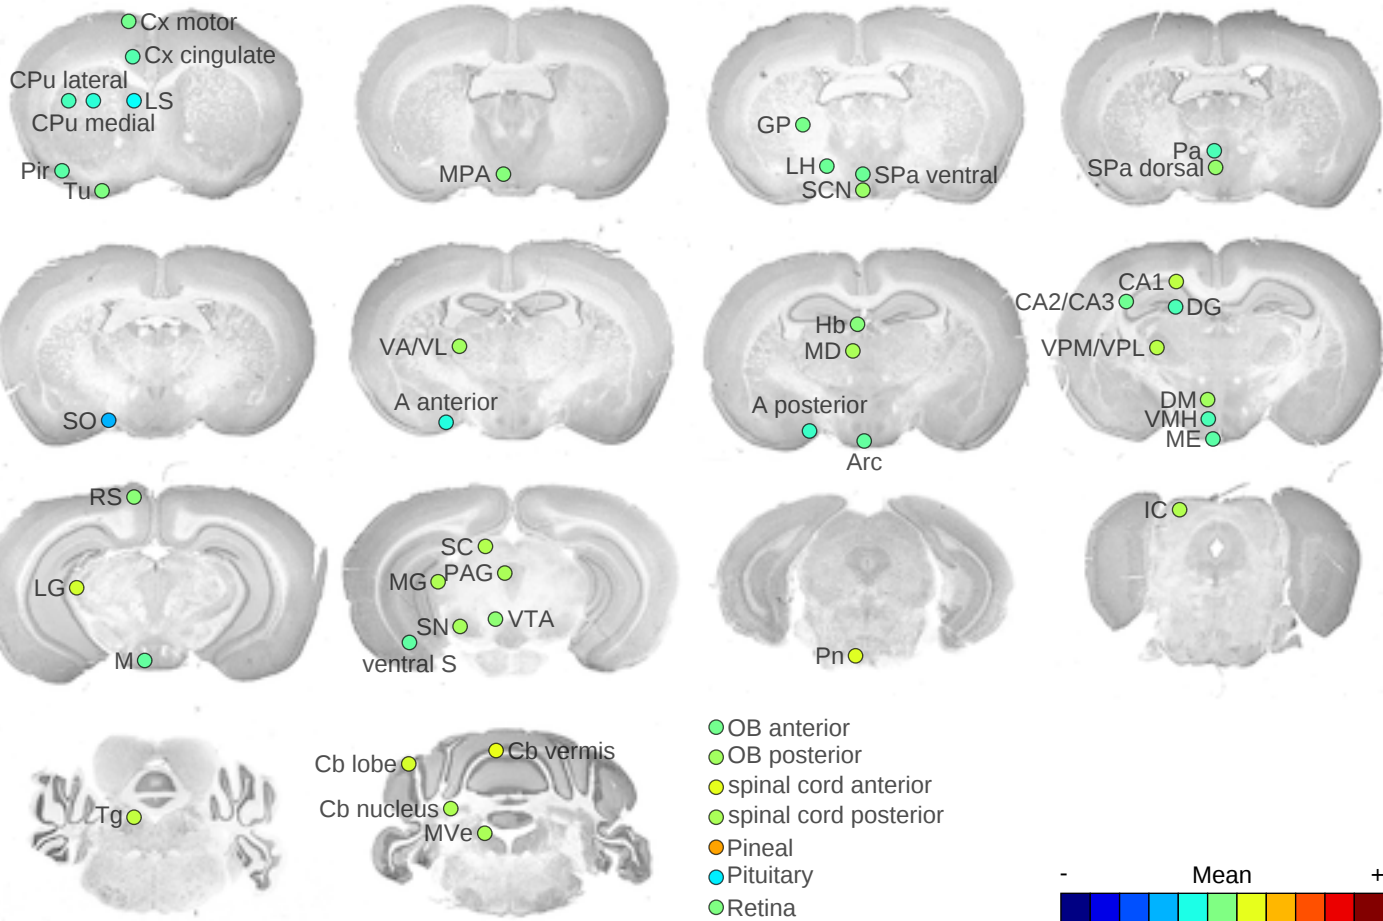 Cx motor
Cx cingulate
CPu lateral
LS
CPu medial
Pir
Tu
MPA
GP
LH
SPa ventral
SCN
Pa
SPa dorsal
SO
VA/VL
A anterior
Hb
MD
A posterior
Arc
CA1
CA2/CA3
DG
VPM/VPL
DM
VMH
ME
RS
LG
M
SC
MG
PAG
SN
VTA
ventral S
Pn
IC
Tg
Cb lobe
Cb vermis
Cb nucleus
MVe
OB anterior
OB posterior
spinal cord anterior
spinal cord posterior
Pineal
Pituitary
Retina
- Mean +